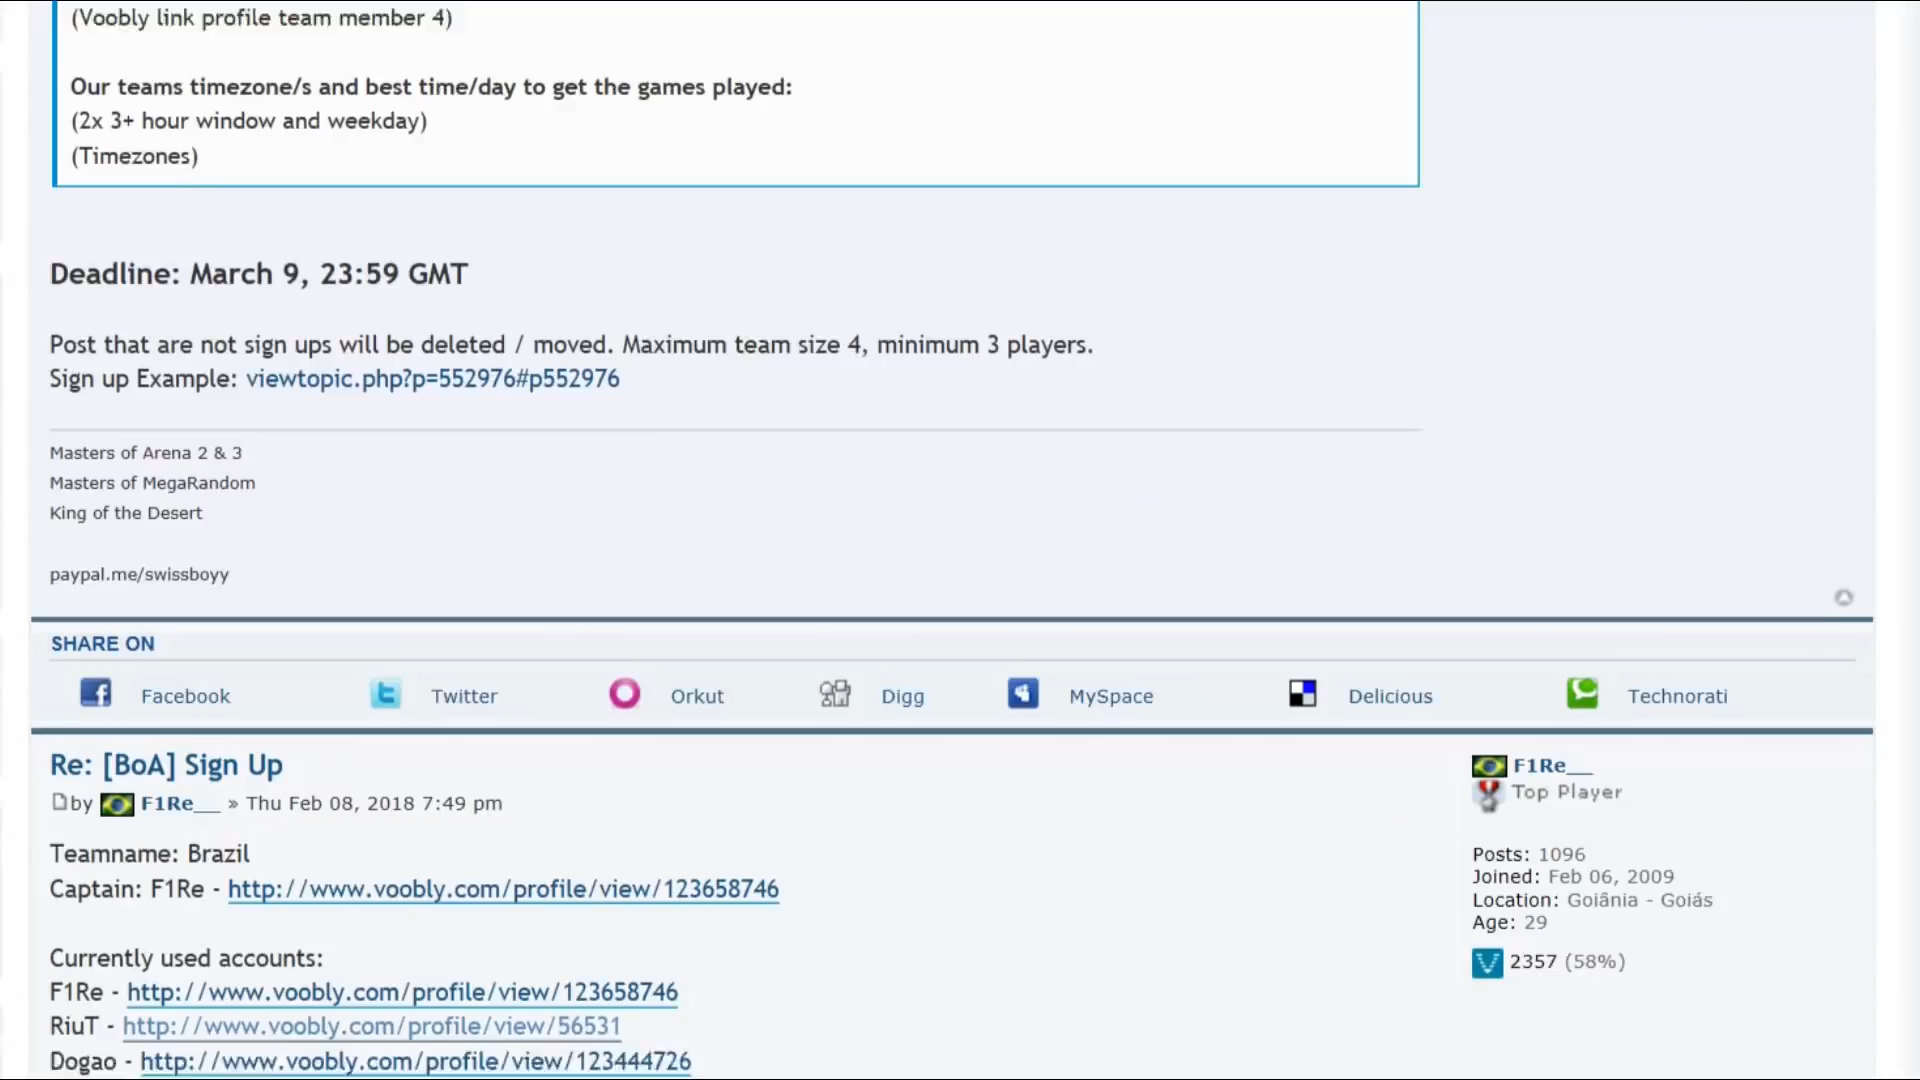 (Voobly link profile team member 4)
Our teams timezone/s and best time/day to get the games played:
(2x 3+ hour window and weekday)
(Timezones)
Deadline: March 9, 23:59 GMT
Post that are not sign ups will be deleted / moved. Maximum team size 4, minimum 3 players.
Sign up Example: viewtopic.php?p=552976#p552976
Masters of Arena 2 & 3
Masters of MegaRandom
King of the Desert
paypal.me/swissboyy
SHARE ON
Facebook Twitter Orkut Digg MySpace Delicious Technorati
Re: [BoA] Sign Up
by F1Re__ » Thu Feb 08, 2018 7:49 pm
Teamname: Brazil
Captain: F1Re - http://www.voobly.com/profile/view/123658746
Currently used accounts:
F1Re - http://www.voobly.com/profile/view/123658746
RiuT - http://www.voobly.com/profile/view/56531
Dogao - http://www.voobly.com/profile/view/123444726
F1Re__
Top Player
Posts: 1096
Joined: Feb 06, 2009
Location: Goiânia - Goiás
Age: 29
2357 (58%)